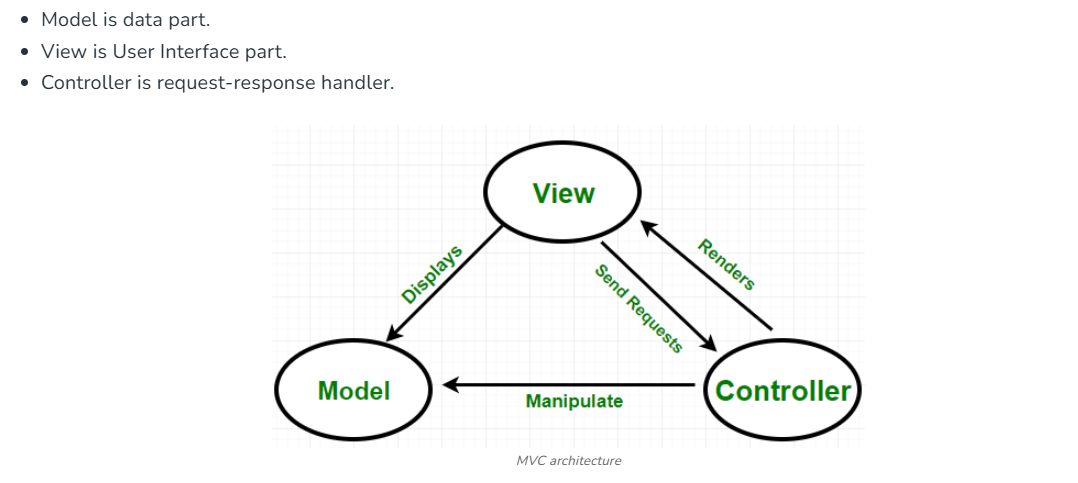 Model is data part.
View is User Interface part.
Controller is request-response handler.
View
Displays
Renders
Send Requests
Model
Controller
Manipulate
MVC architecture